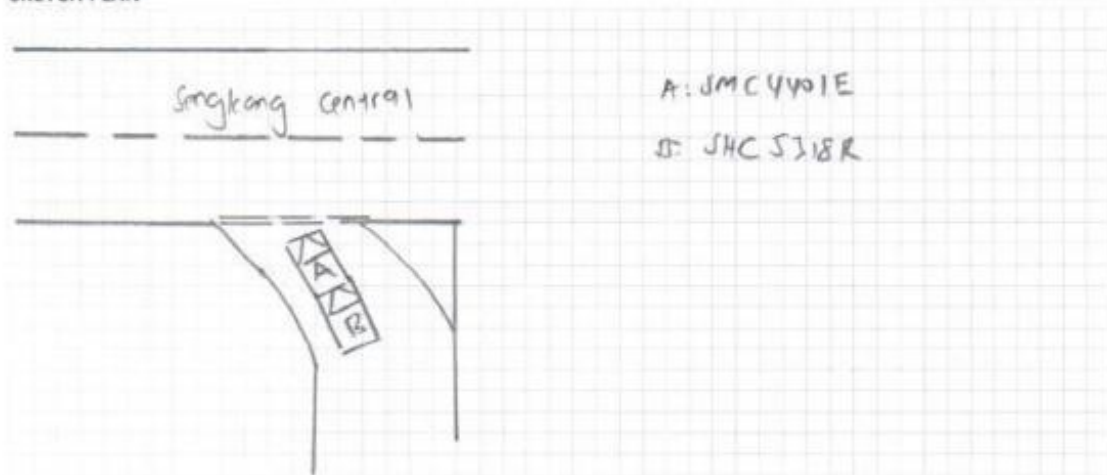 Sengkang Central
A: SMC4401E
B: SHC5318R
A
B